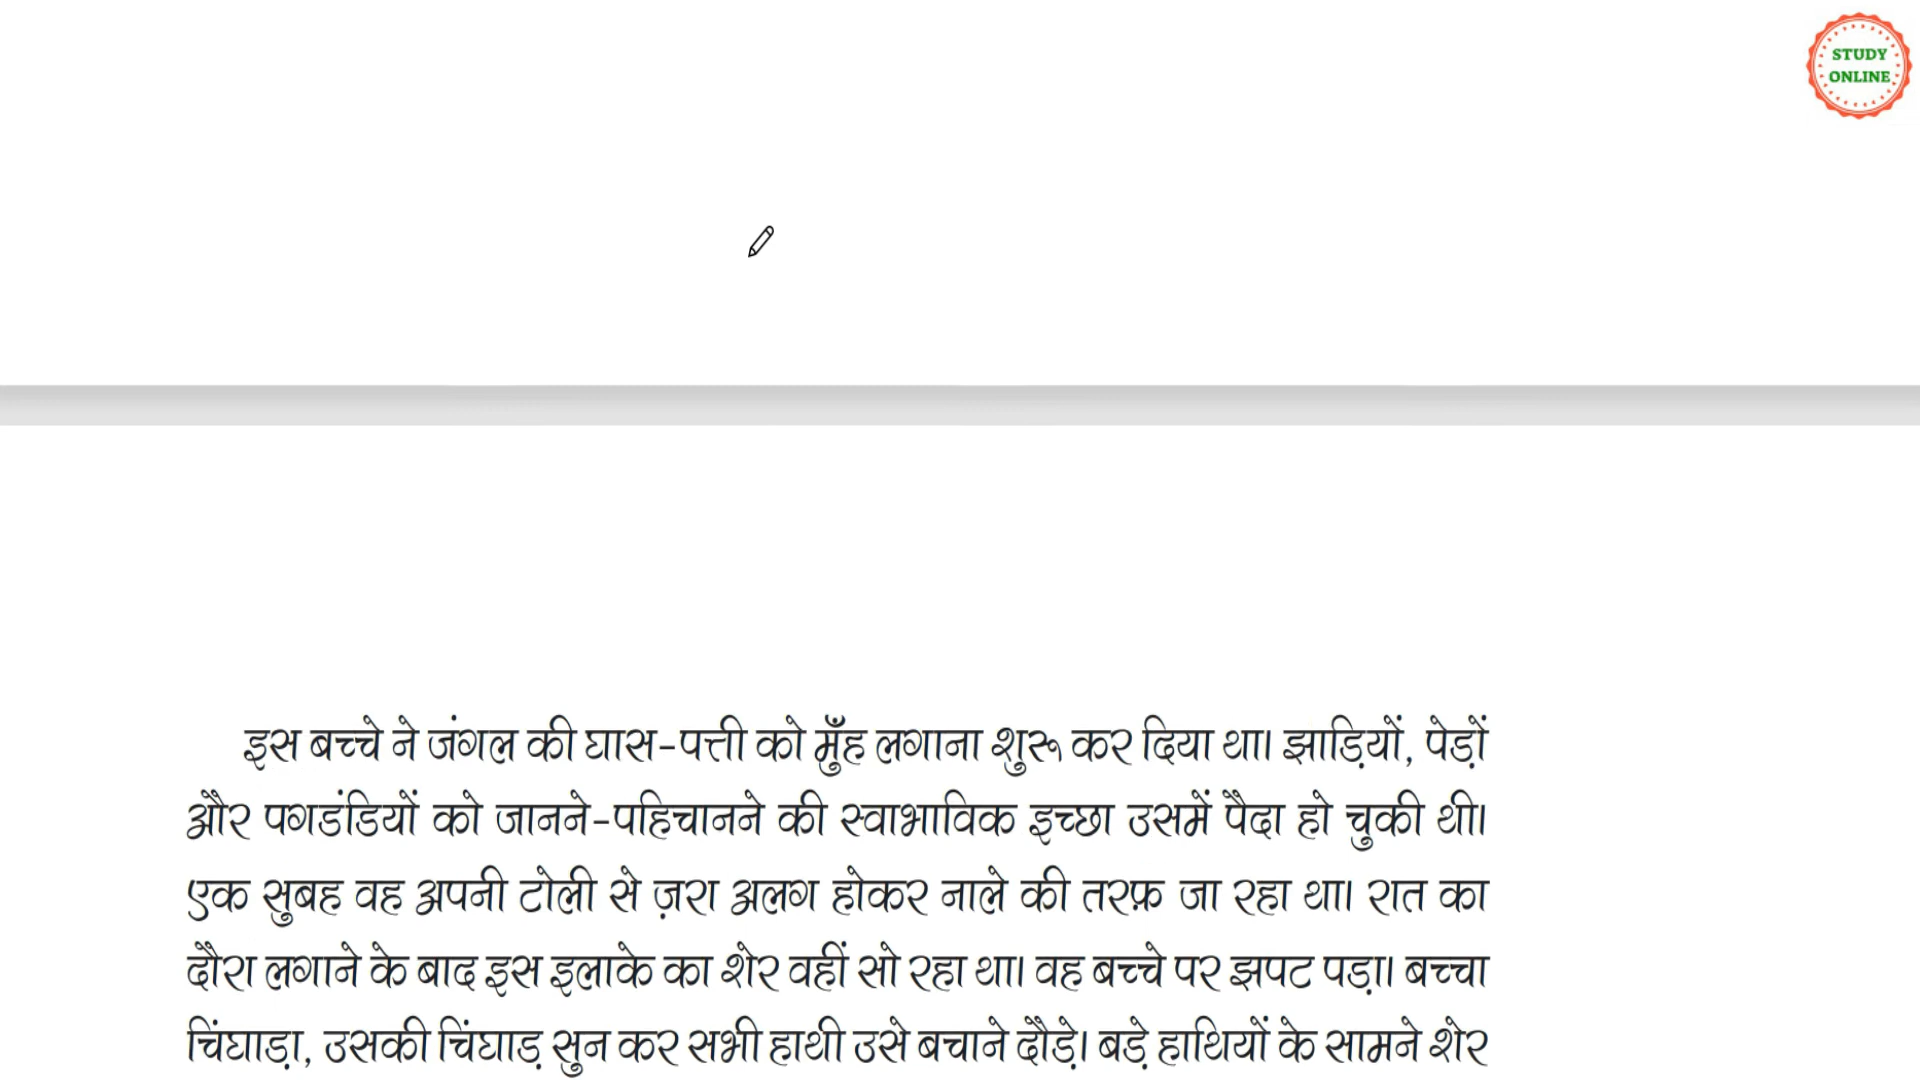 STUDY
ONLINE
इस बच्चे ने जंगल की घास-पत्ती को मुँह लगाना शुरू कर दिया था। झाड़ियों, पेड़ों
और पगडंडियों को जानने-पहिचानने की स्वाभाविक इच्छा उसमें पैदा हो चुकी थी।
एक सुबह वह अपनी टोली से ज़रा अलग होकर नाले की तरफ़ जा रहा था। रात का
दौरा लगाने के बाद इस इलाके का शेर वहीं सो रहा था। वह बच्चे पर झपट पड़ा। बच्चा
चिंघाड़ा, उसकी चिंघाड़ सुन कर सभी हाथी उसे बचाने दौड़े। बड़े हाथियों के सामने शेर